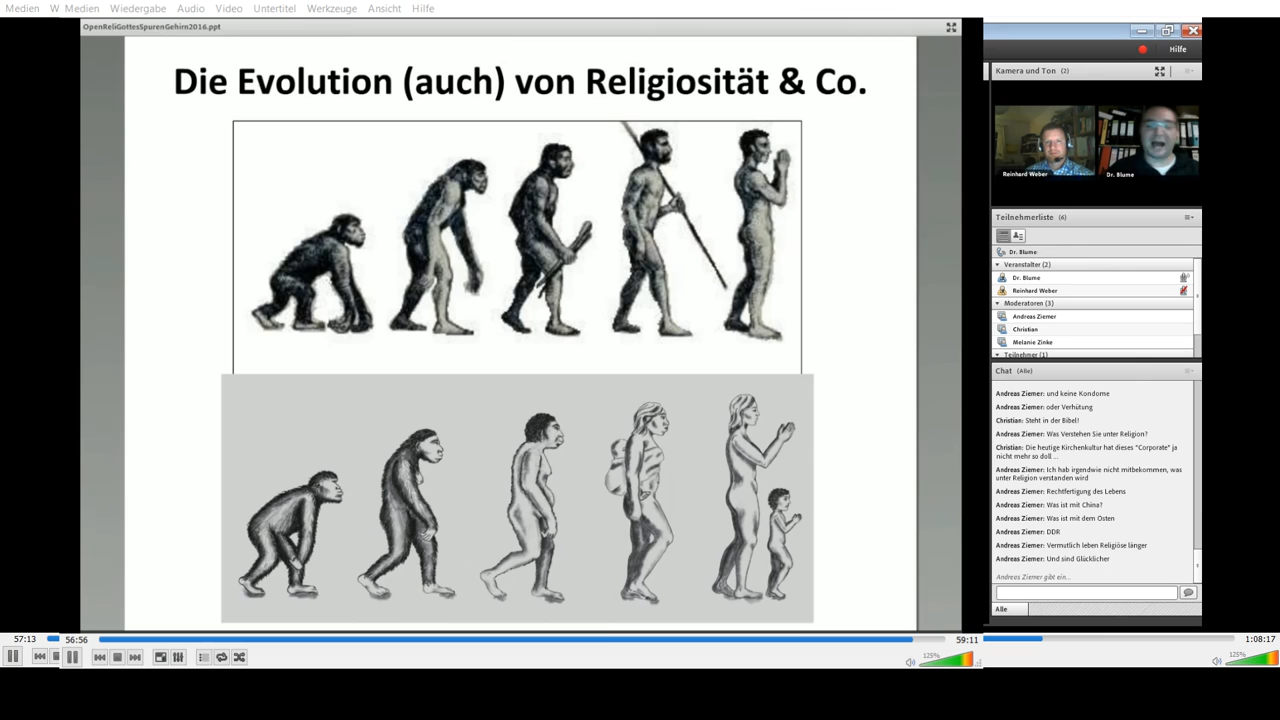 Medien W Medien Wiedergabe Audio Video Untertitel Werkzeuge Ansicht Hilfe
OpenReliGottesSpurenGehirn2016.ppt
Die Evolution (auch) von Religiosität & Co.
Hilfe
Kamera und Ton (2)
Reinhard Weber
Dr. Blume
Teilnehmerliste (6)
Dr. Blume
Veranstalter (2)
Dr. Blume
Reinhard Weber
Moderatoren (3)
Andreas Ziemer
Christian
Melanie Zinke
Teilnehmer (1)
Chat (Alle)
Andreas Ziemer: und keine Kondome
Andreas Ziemer: oder Verhütung
Christian: Steht in der Bibel!
Andreas Ziemer: Was Verstehen Sie unter Religion?
Christian: Die heutige Kirchenkultur hat dieses "Corporate" ja
nicht mehr so doll ...
Andreas Ziemer: Ich hab irgendwie nicht mitbekommen, was
unter Religion verstanden wird
Andreas Ziemer: Rechtfertigung des Lebens
Andreas Ziemer: Was ist mit China?
Andreas Ziemer: Was ist mit dem Osten
Andreas Ziemer: DDR
Andreas Ziemer: Vermutlich leben Religiöse länger
Andreas Ziemer: Und sind Glücklicher
Andreas Ziemer gibt ein...
Alle
57:13 56:56 59:11 1:08:17
125% 125%